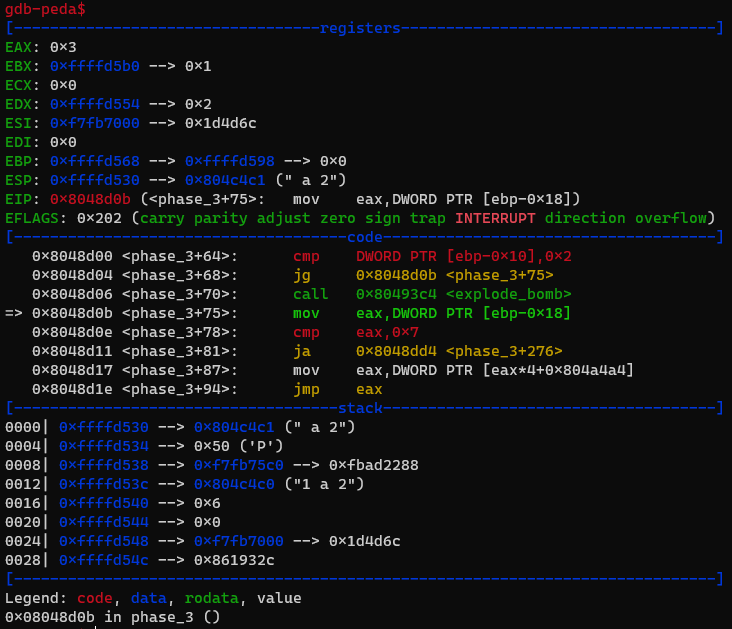 gdb-peda$
[----------------------------------registers-----------------------------------]
EAX: 0x3
EBX: 0xffffd5b0 --> 0x1
ECX: 0x0
EDX: 0xffffd554 --> 0x2
ESI: 0xf7fb7000 --> 0x1d4d6c
EDI: 0x0
EBP: 0xffffd568 --> 0xffffd598 --> 0x0
ESP: 0xffffd530 --> 0x804c4c1 (" a 2")
EIP: 0x8048d0b (<phase_3+75>:	mov    eax,DWORD PTR [ebp-0x18])
EFLAGS: 0x202 (carry parity adjust zero sign trap INTERRUPT direction overflow)
[-------------------------------------code-------------------------------------]
   0x8048d00 <phase_3+64>:	cmp    DWORD PTR [ebp-0x10],0x2
   0x8048d04 <phase_3+68>:	jg     0x8048d0b <phase_3+75>
   0x8048d06 <phase_3+70>:	call   0x80493c4 <explode_bomb>
=> 0x8048d0b <phase_3+75>:	mov    eax,DWORD PTR [ebp-0x18]
   0x8048d0e <phase_3+78>:	cmp    eax,0x7
   0x8048d11 <phase_3+81>:	ja     0x8048dd4 <phase_3+276>
   0x8048d17 <phase_3+87>:	mov    eax,DWORD PTR [eax*4+0x804a4a4]
   0x8048d1e <phase_3+94>:	jmp    eax
[------------------------------------stack-------------------------------------]
0000| 0xffffd530 --> 0x804c4c1 (" a 2")
0004| 0xffffd534 --> 0x50 ('P')
0008| 0xffffd538 --> 0xf7fb75c0 --> 0xfbad2288
0012| 0xffffd53c --> 0x804c4c0 ("1 a 2")
0016| 0xffffd540 --> 0x6
0020| 0xffffd544 --> 0x0
0024| 0xffffd548 --> 0xf7fb7000 --> 0x1d4d6c
0028| 0xffffd54c --> 0x861932c
[------------------------------------------------------------------------------]
Legend: code, data, rodata, value
0x08048d0b in phase_3 ()